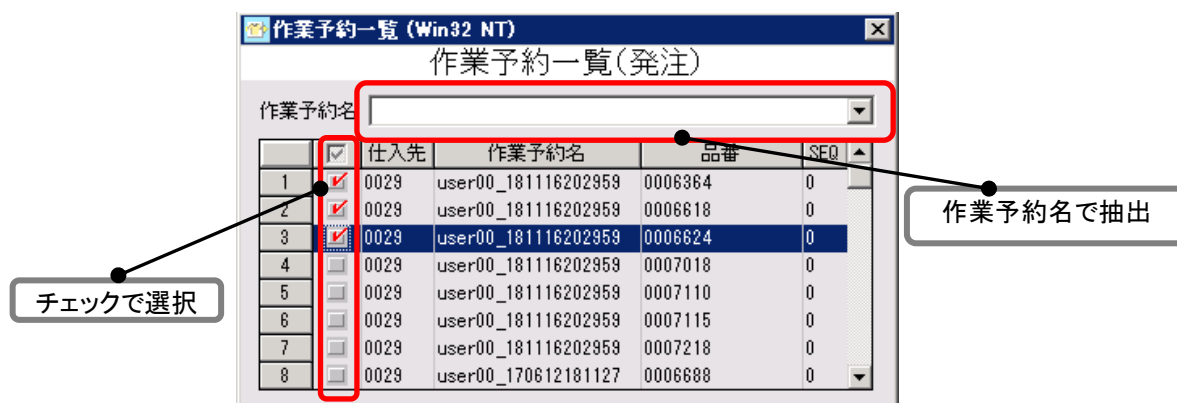 作業予約一覧 (Win32 NT)
作業予約一覧(発注)
作業予約名
仕入先 作業予約名 品番 SEQ
1 0029 user00_181116202959 0006364 0
2 0029 user00_181116202959 0006618 0
3 0029 user00_181116202959 0006624 0
4 0029 user00_181116202959 0007018 0
5 0029 user00_181116202959 0007110 0
6 0029 user00_181116202959 0007115 0
7 0029 user00_181116202959 0007218 0
8 0029 user00_170612181127 0006688 0
チェックで選択
作業予約名で抽出